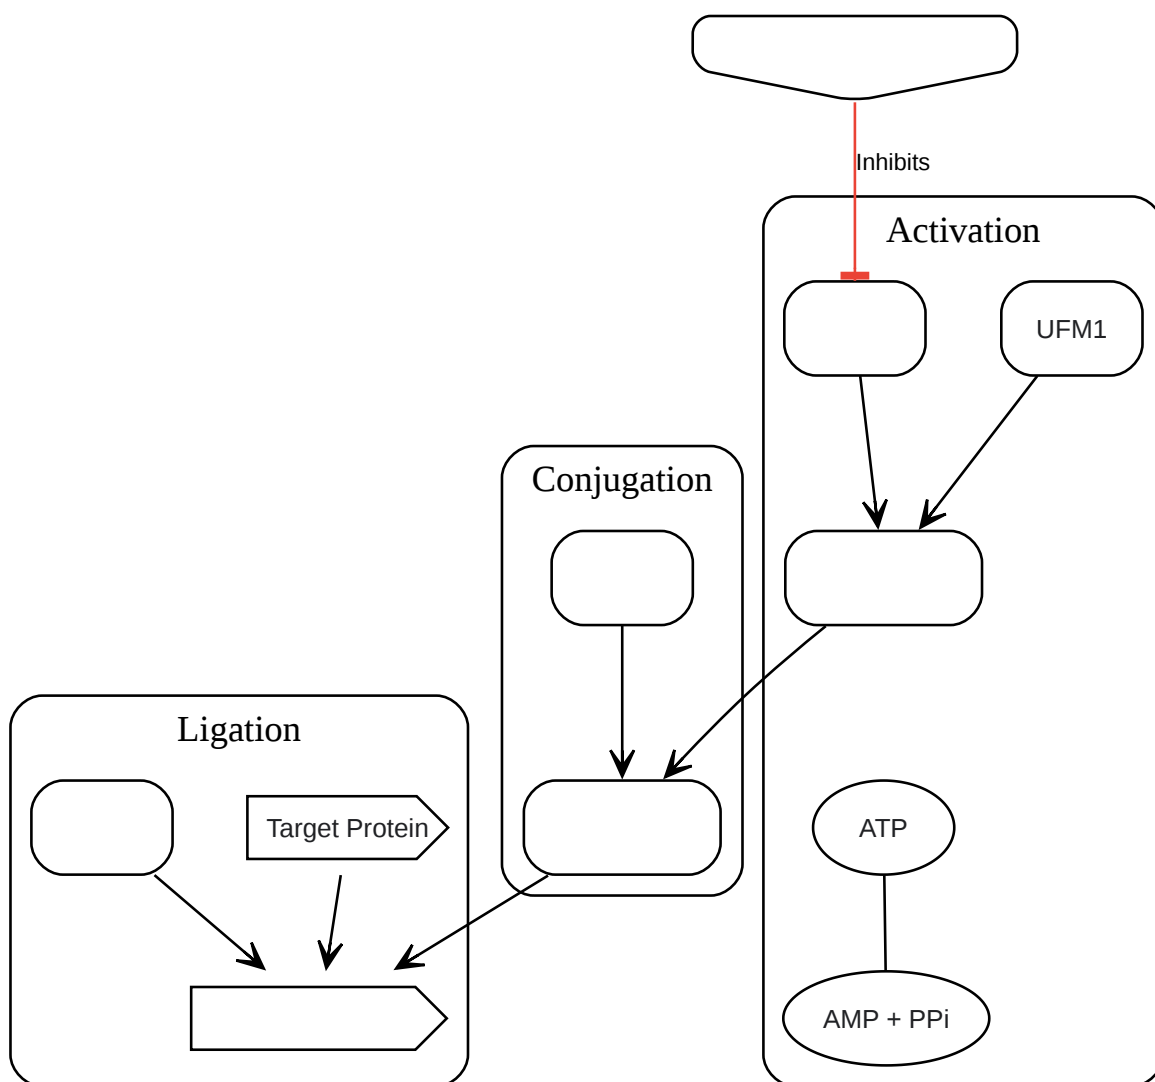 Inhibits
Activation
UFM1
Conjugation
Ligation
Target Protein
ATP
AMP + PPi